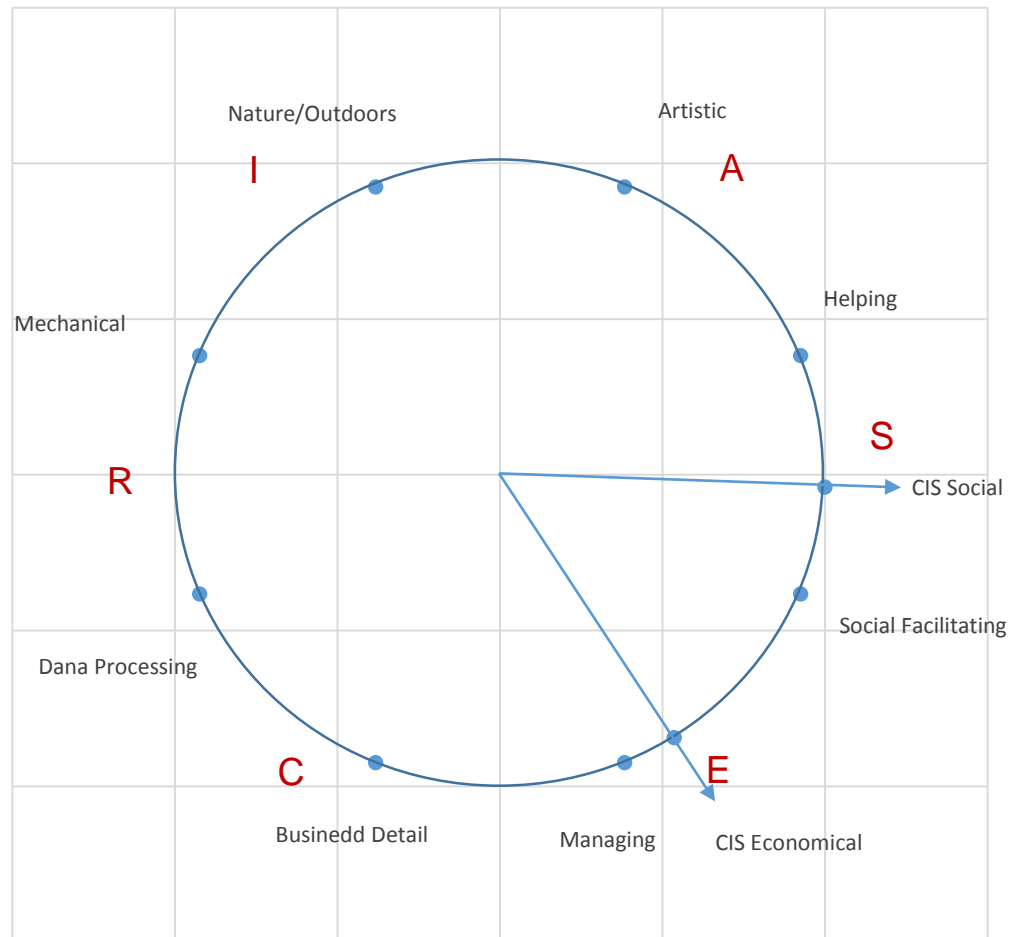 Nature/Outdoors
Artistic
I
A
Helping
Mechanical
S
R
CIS Social
Social Facilitating
Dana Processing
C
E
Businedd Detail
Managing
CIS Economical